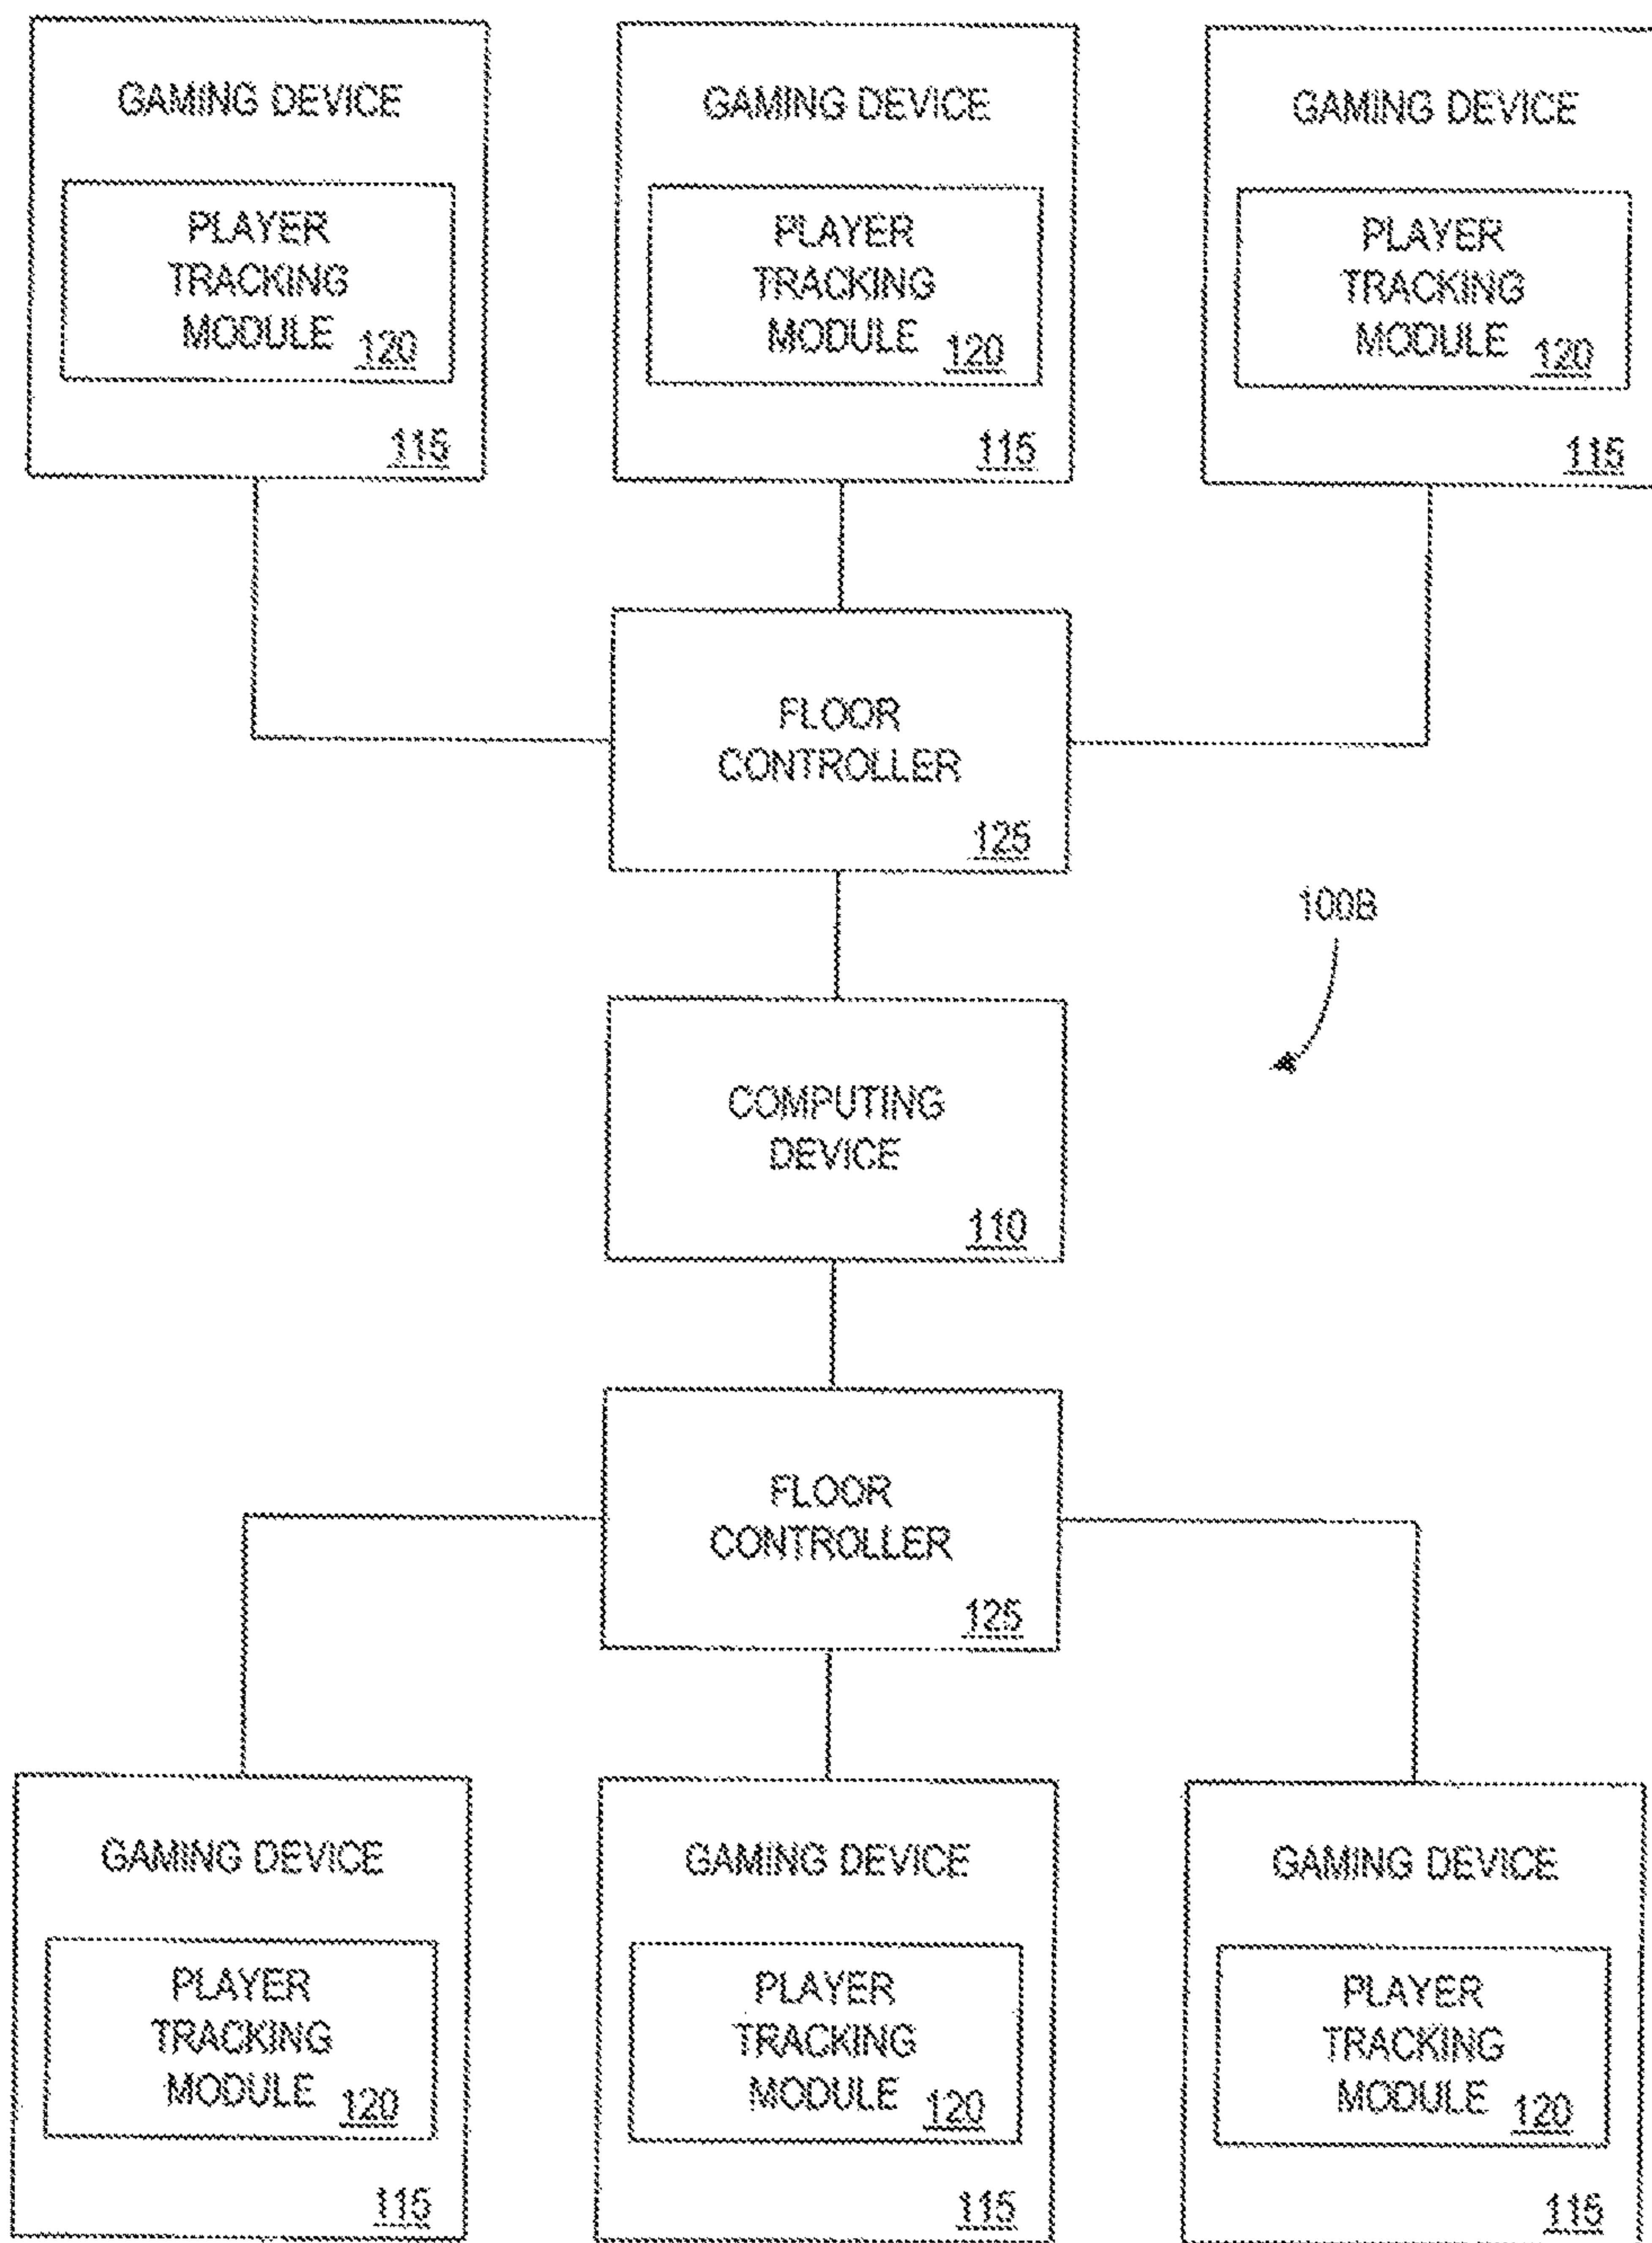 GAMING DEVICE
PLAYER
TRACKING
MODULE 120
115
GAMING DEVICE
PLAYER
TRACKING
MODULE 120
115
GAMING DEVICE
PLAYER
TRACKING
MODULE 120
115
FLOOR
CONTROLLER
125
100B
COMPUTING
DEVICE
110
FLOOR
CONTROLLER
125
GAMING DEVICE
PLAYER
TRACKING
MODULE 120
115
GAMING DEVICE
PLAYER
TRACKING
MODULE 120
115
GAMING DEVICE
PLAYER
TRACKING
MODULE 120
115